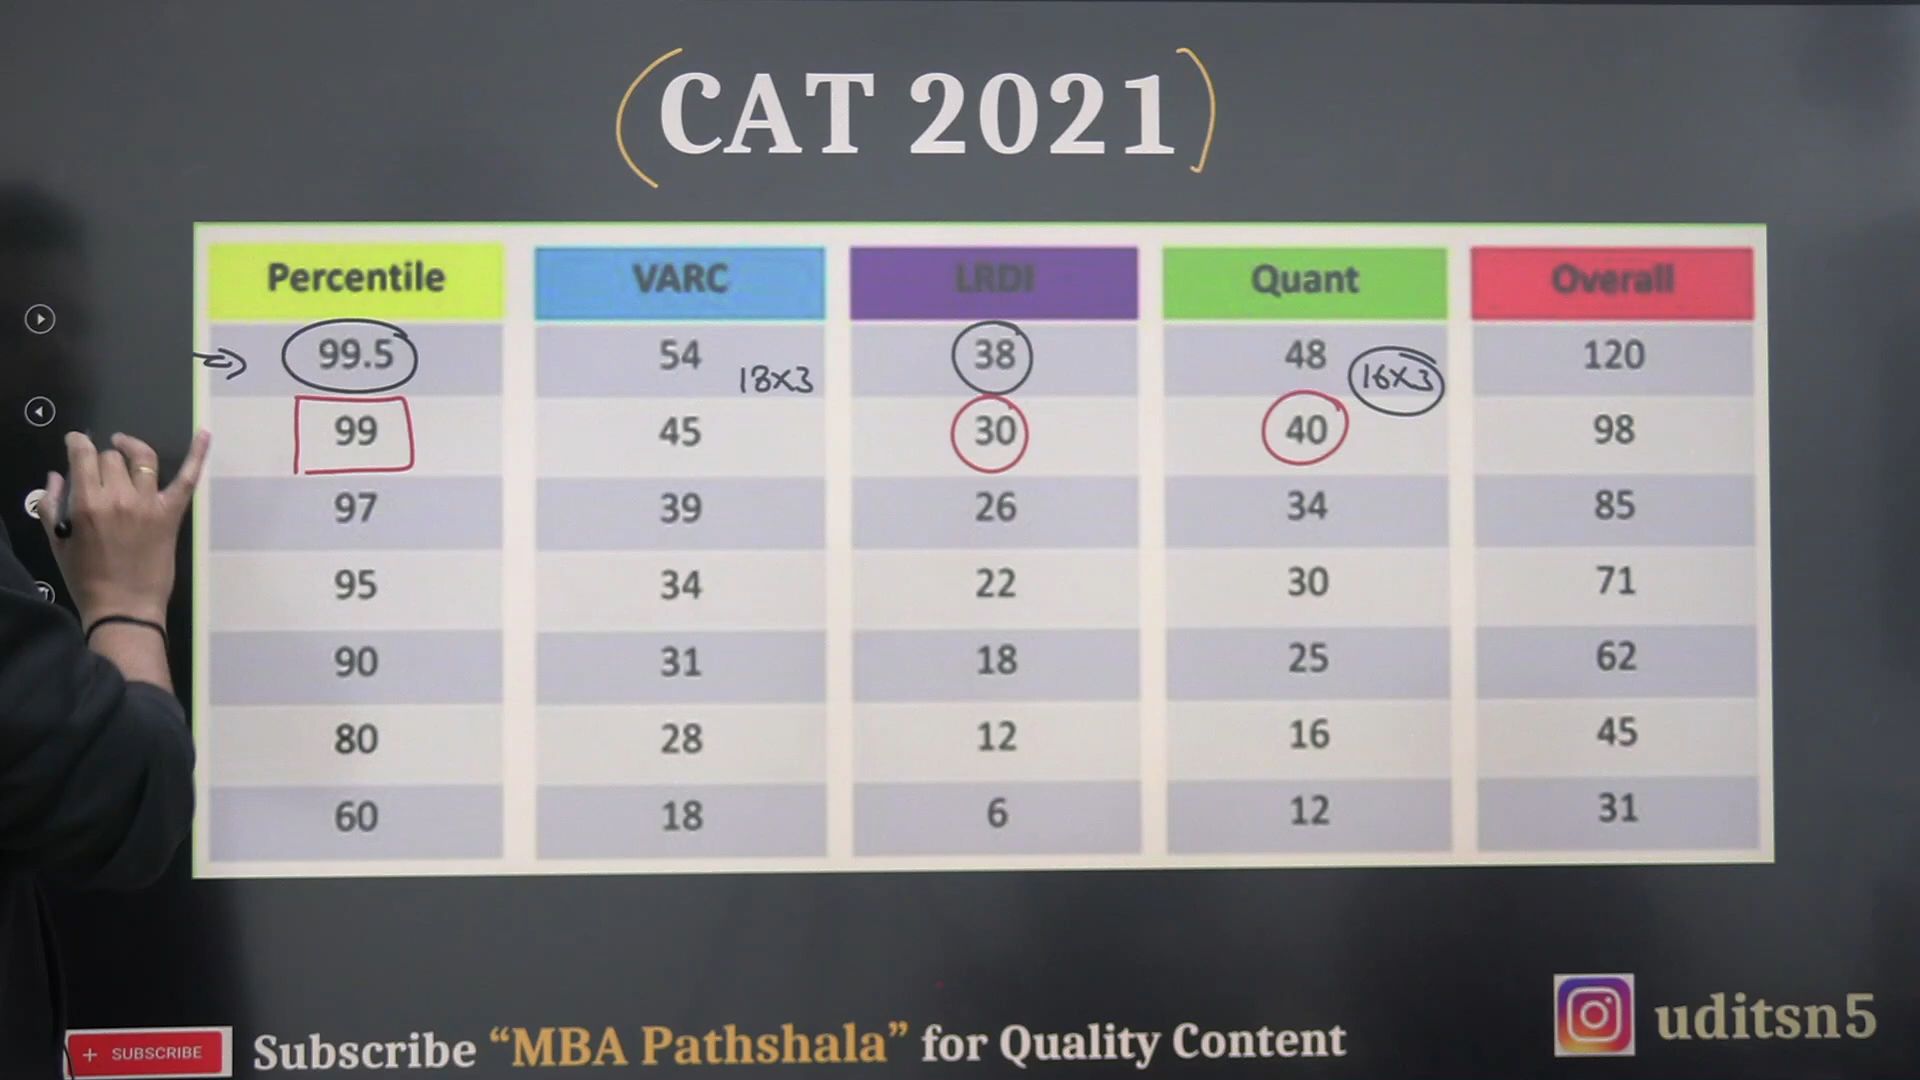 (CAT 2021)
Percentile VARC LRDI Quant Overall
99.5 54 18x3 38 48 16x3 120
99 45 30 40 98
97 39 26 34 85
95 34 22 30 71
90 31 18 25 62
80 28 12 16 45
60 18 6 12 31
+ SUBSCRIBE
Subscribe “MBA Pathshala” for Quality Content
uditsn5